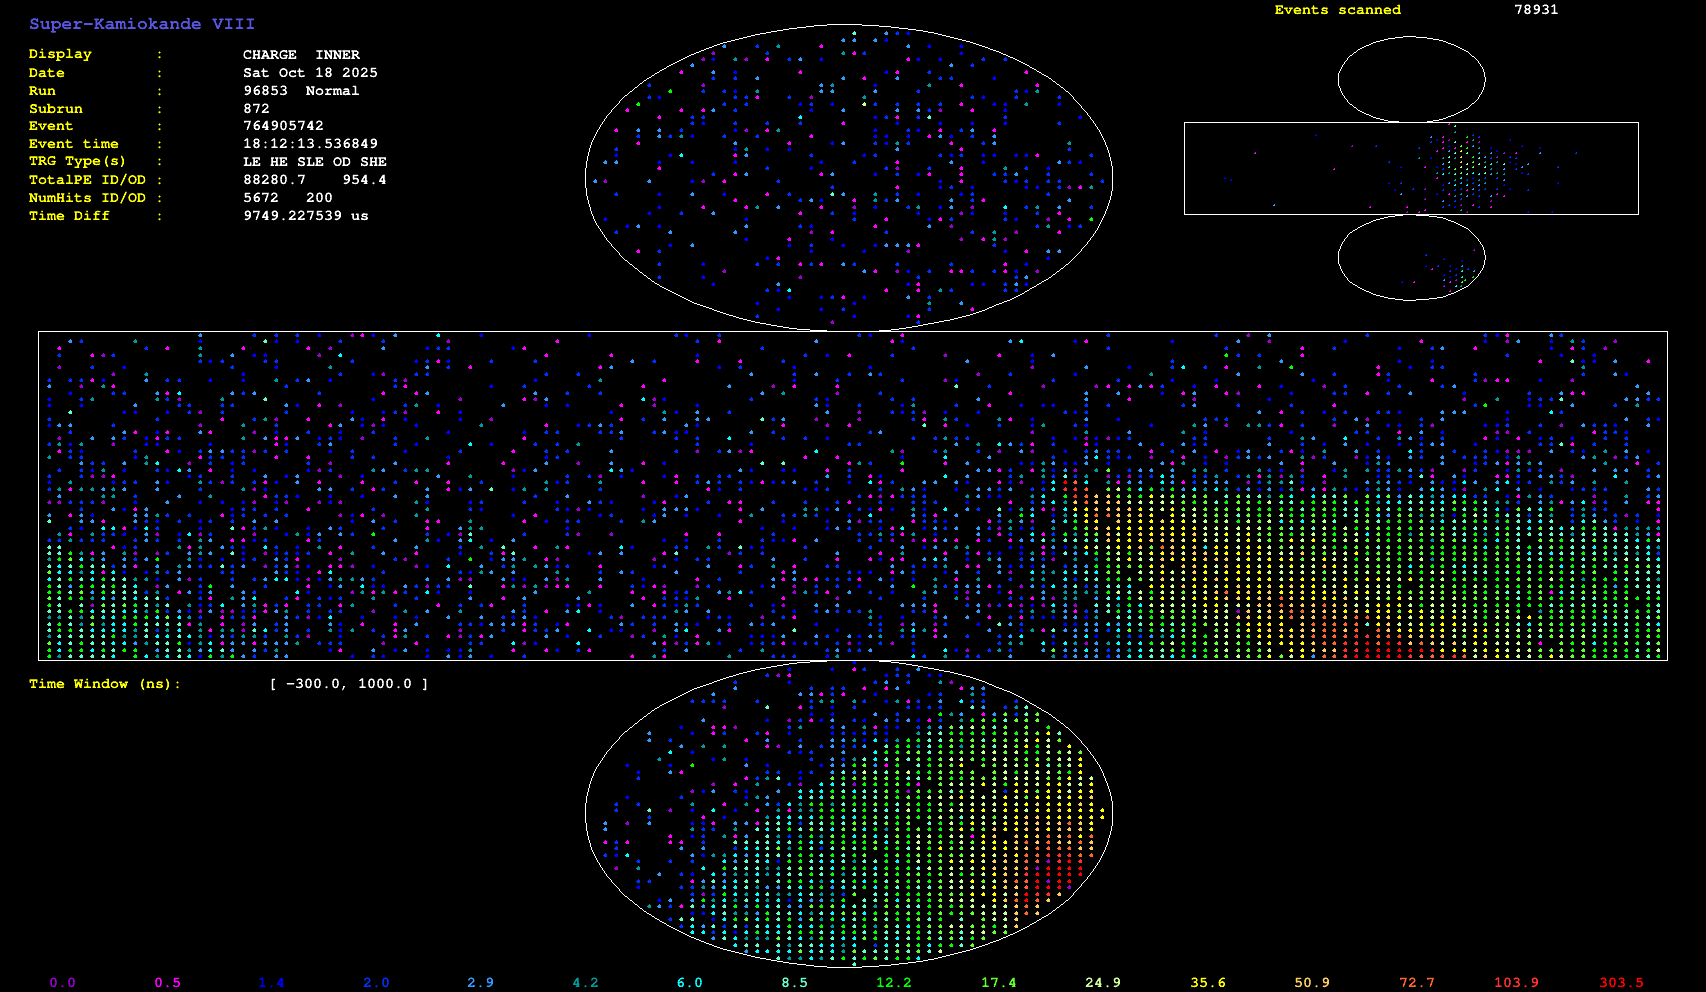 Super-Kamiokande VIII
Events scanned 78931
Display : CHARGE INNER
Date : Sat Oct 18 2025
Run : 96853 Normal
Subrun : 872
Event : 764905742
Event time : 18:12:13.536849
TRG Type(s) : LE HE SLE OD SHE
TotalPE ID/OD : 88280.7 954.4
NumHits ID/OD : 5672 200
Time Diff : 9749.227539 us
Time Window (ns): [ -300.0, 1000.0 ]
0.0 0.5 1.4 2.0 2.9 4.2 6.0 8.5 12.2 17.4 24.9 35.6 50.9 72.7 103.9 303.5